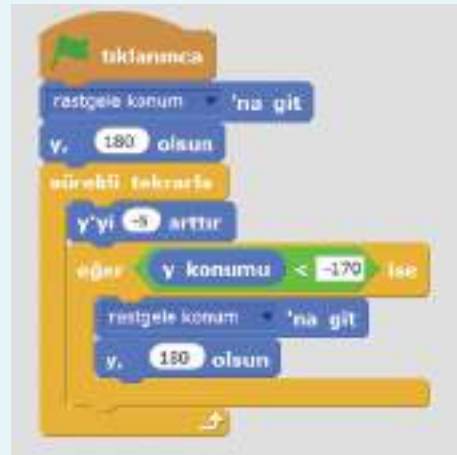 tıklanınca
rastgele konum 'na git
y, 180 olsun
sürekli tekrarla
y'yi -5 arttır
eğer y konumu < -170 ise
rastgele konum 'na git
y, 180 olsun